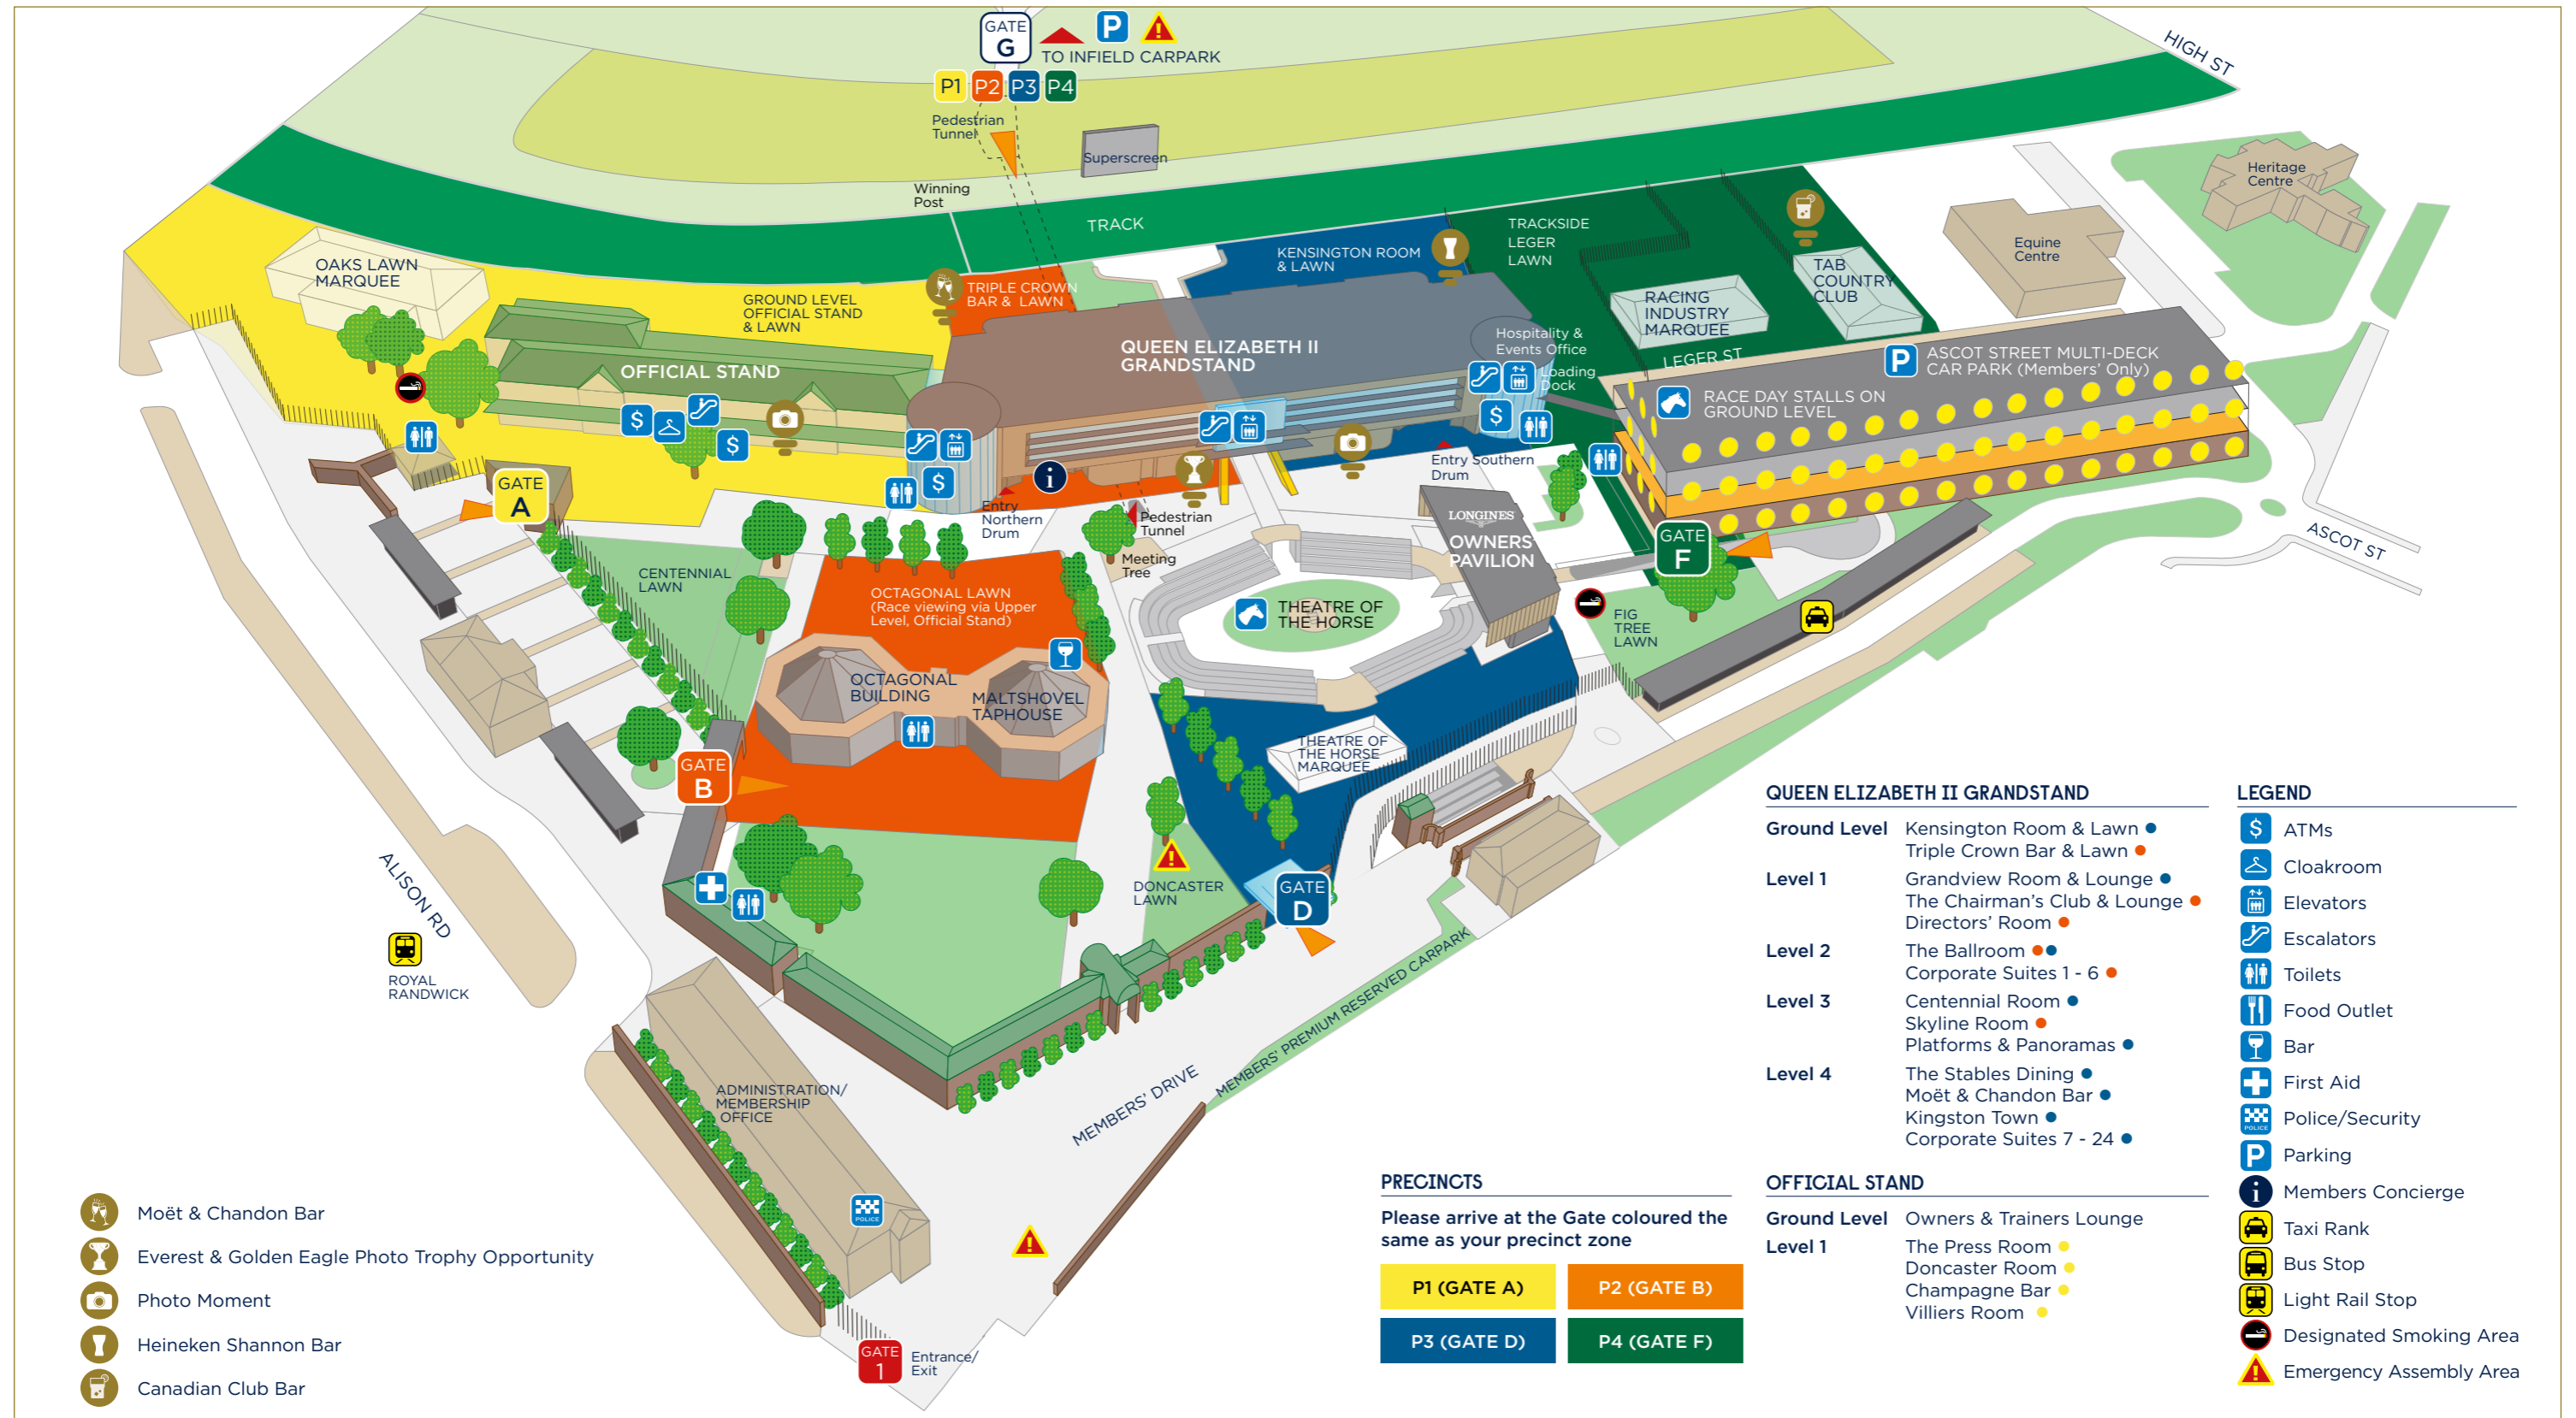 GATE
G
P
TO INFIELD CARPARK
P1 P2 P3 P4
Pedestrian
Tunnel
Superscreen
Winning
Post
TRACK
HIGH ST
Heritage
Centre
Equine
Centre
OAKS LAWN
MARQUEE
GROUND LEVEL
OFFICIAL STAND
& LAWN
TRIPLE CROWN
BAR & LAWN
KENSINGTON ROOM
& LAWN
TRACKSIDE
LEGER
LAWN
RACING
INDUSTRY
MARQUEE
TAB
COUNTRY
CLUB
OFFICIAL STAND
QUEEN ELIZABETH II
GRANDSTAND
Hospitality &
Events Office
Loading
Dock
LEGER ST
P
ASCOT STREET MULTI-DECK
CAR PARK (Members' Only)
RACE DAY STALLS ON
GROUND LEVEL
$
$
$
$
i
GATE
A
Entry
Northern
Drum
Pedestrian
Tunnel
Meeting
Tree
Entry Southern
Drum
LONGINES
OWNERS'
PAVILION
GATE
F
ASCOT ST
CENTENNIAL
LAWN
OCTAGONAL LAWN
(Race viewing via Upper
Level, Official Stand)
THEATRE OF
THE HORSE
FIG
TREE
LAWN
OCTAGONAL
BUILDING
MALTSHOVEL
TAPHOUSE
THEATRE OF
THE HORSE
MARQUEE
GATE
B
DONCASTER
LAWN
GATE
D
ALISON RD
ROYAL
RANDWICK
MEMBERS' PREMIUM RESERVED CARPARK
MEMBERS' DRIVE
ADMINISTRATION/
MEMBERSHIP
OFFICE
POLICE
GATE
1
Entrance/
Exit
Moët & Chandon Bar
Everest & Golden Eagle Photo Trophy Opportunity
Photo Moment
Heineken Shannon Bar
Canadian Club Bar
PRECINCTS
Please arrive at the Gate coloured the
same as your precinct zone
P1 (GATE A) P2 (GATE B)
P3 (GATE D) P4 (GATE F)
QUEEN ELIZABETH II GRANDSTAND
Ground Level Kensington Room & Lawn
Triple Crown Bar & Lawn
Level 1 Grandview Room & Lounge
The Chairman's Club & Lounge
Directors' Room
Level 2 The Ballroom
Corporate Suites 1 - 6
Level 3 Centennial Room
Skyline Room
Platforms & Panoramas
Level 4 The Stables Dining
Moët & Chandon Bar
Kingston Town
Corporate Suites 7 - 24
OFFICIAL STAND
Ground Level Owners & Trainers Lounge
Level 1 The Press Room
Doncaster Room
Champagne Bar
Villiers Room
LEGEND
$ ATMs
Cloakroom
Elevators
Escalators
Toilets
Food Outlet
Bar
First Aid
POLICE Police/Security
P Parking
i Members Concierge
Taxi Rank
Bus Stop
Light Rail Stop
Designated Smoking Area
Emergency Assembly Area